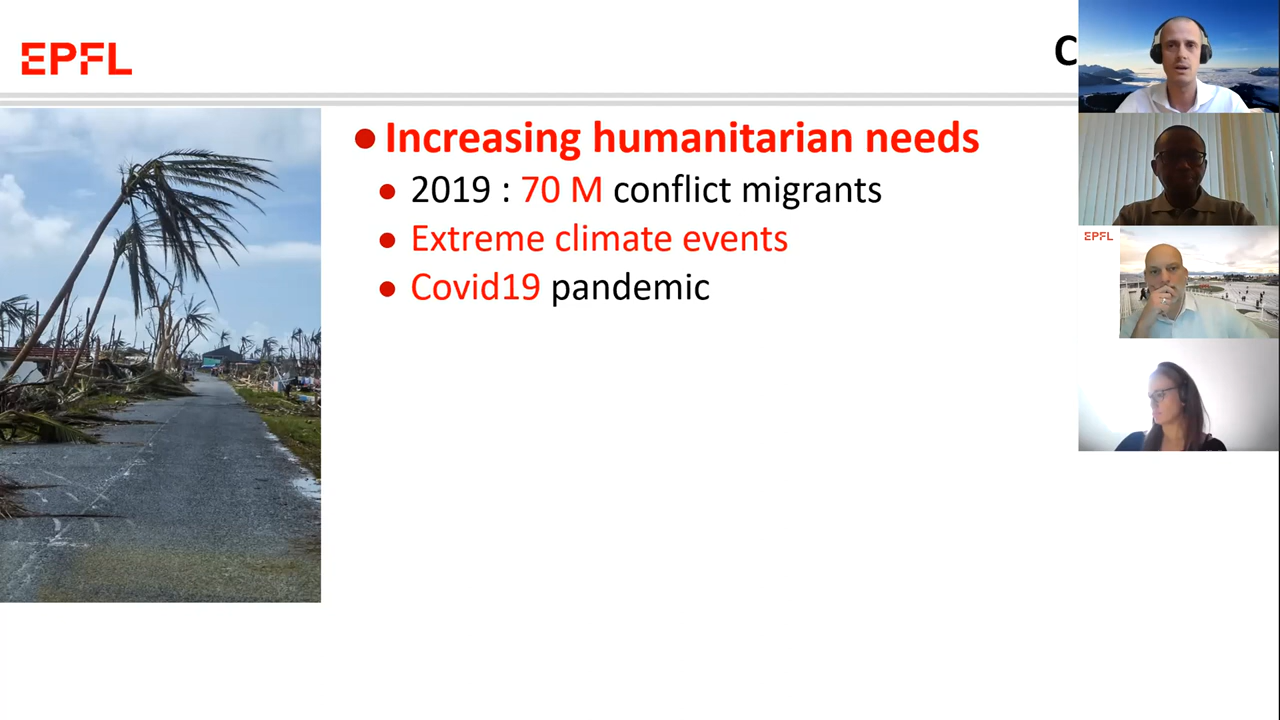 EPFL
C
● Increasing humanitarian needs
● 2019 : 70 M conflict migrants
● Extreme climate events
● Covid19 pandemic
EPFL